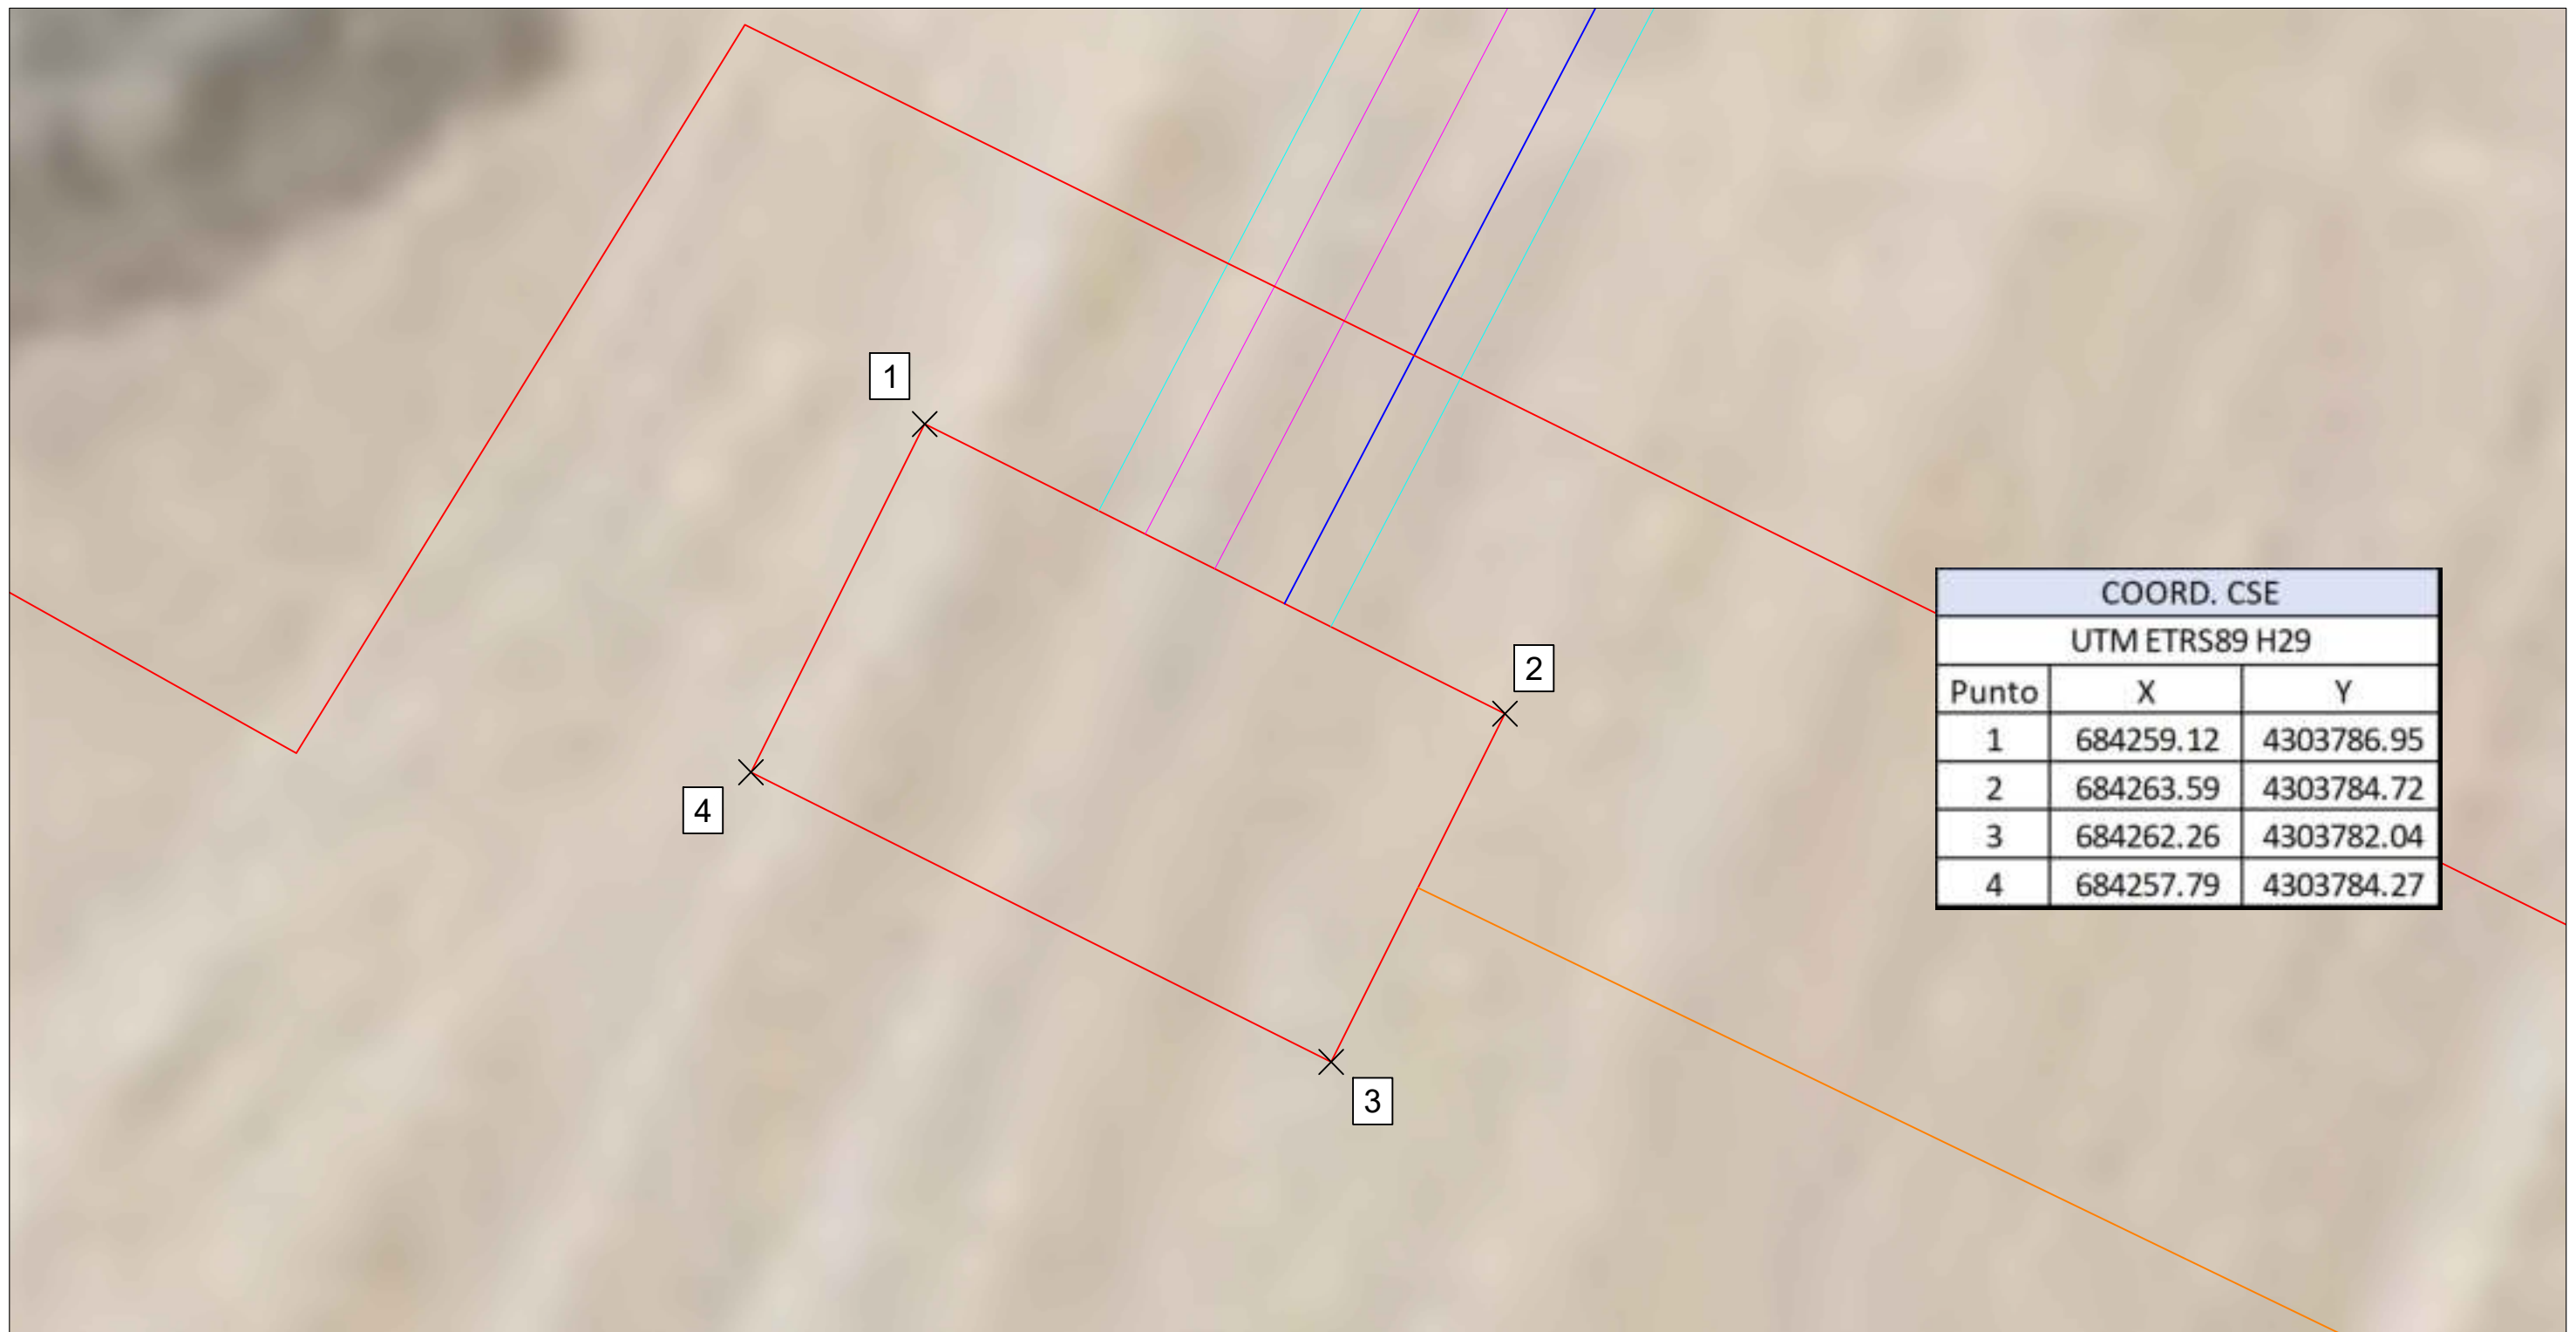 1
2
4
3
COORD. CSE
UTM ETRS89 H29
Punto X Y
1 684259.12 4303786.95
2 684263.59 4303784.72
3 684262.26 4303782.04
4 684257.79 4303784.27